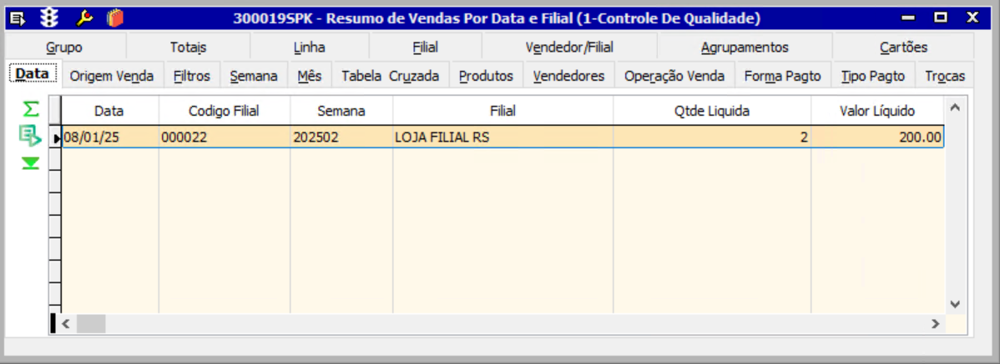 300019SPK - Resumo de Vendas Por Data e Filial (1-Controle De Qualidade)
Grupo Totais Linha Filial Vendedor/Filial Agrupamentos Cartões
Data Origem Venda Filtros Semana Mês Tabela Cruzada Produtos Vendedores Operação Venda Forma Pagto Tipo Pagto Trocas
Data Codigo Filial Semana Filial Qtde Liquida Valor Líquido
08/01/25 000022 202502 LOJA FILIAL RS 2 200.00